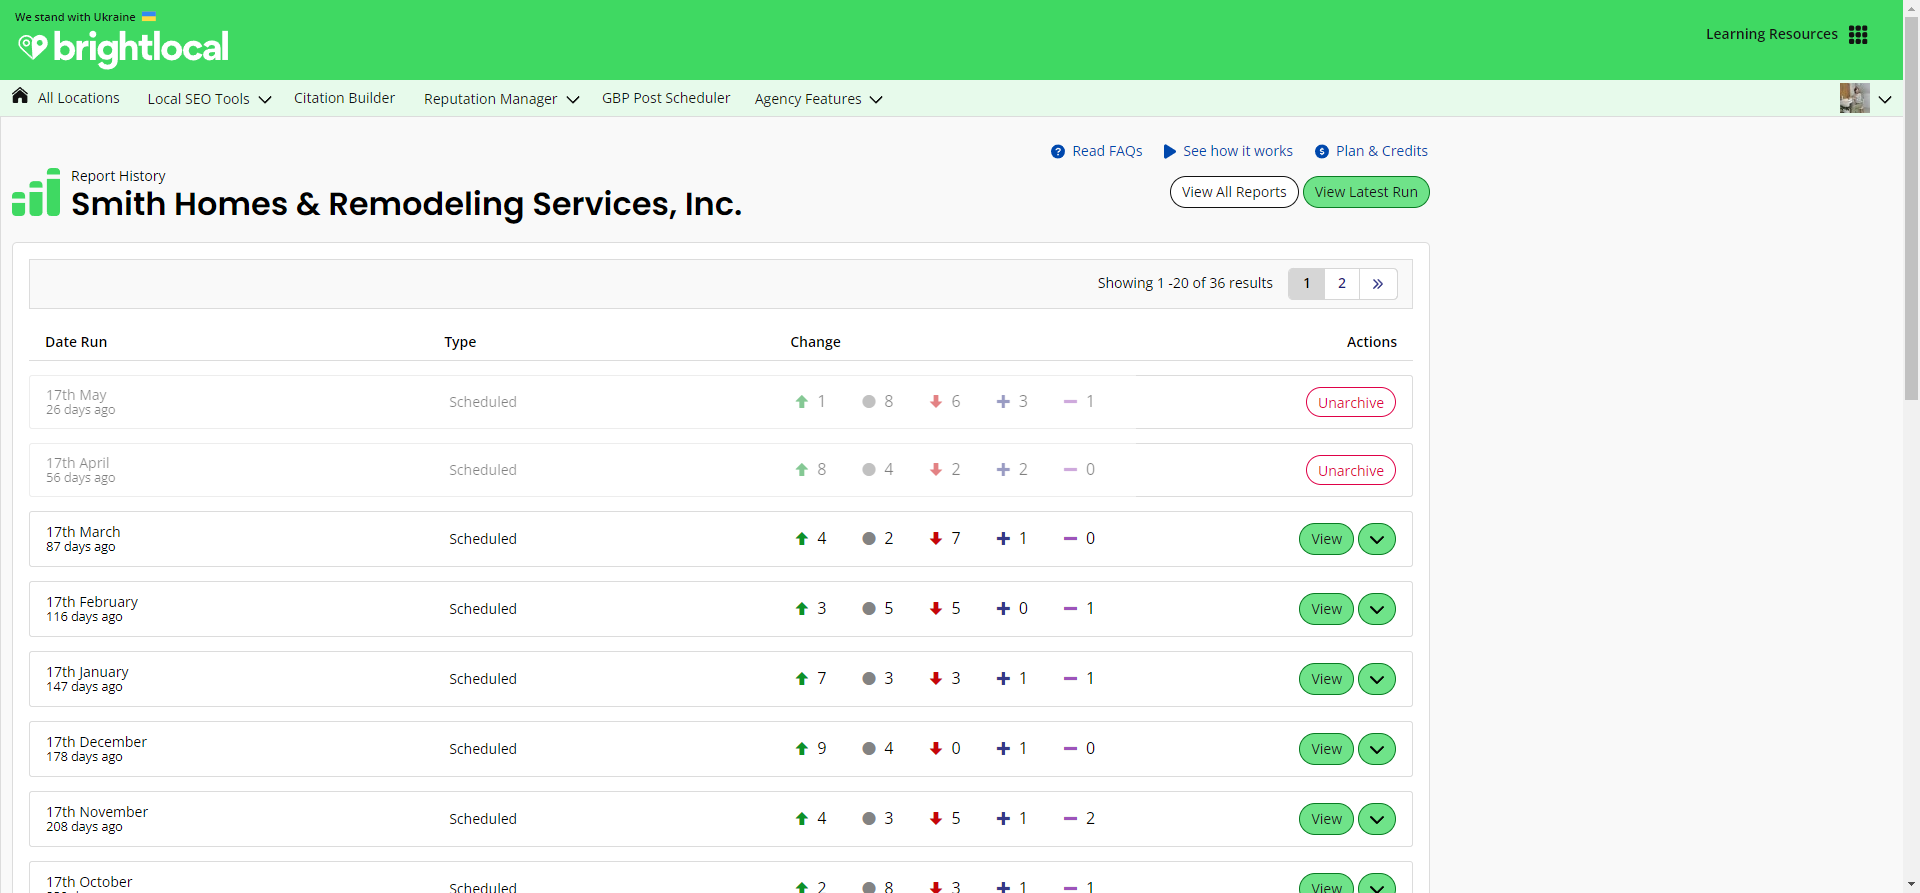 We stand with Ukraine
brightlocal
Learning Resources
All Locations
Local SEO Tools
Citation Builder
Reputation Manager
GBP Post Scheduler
Agency Features
Read FAQs
See how it works
Plan & Credits
Report History
Smith Homes & Remodeling Services, Inc.
View All Reports
View Latest Run
Showing 1 -20 of 36 results 1 2 »
Date Run Type Change Actions
17th May
26 days ago
Scheduled 1 8 6 3 1 Unarchive
17th April
56 days ago
Scheduled 8 4 2 2 0 Unarchive
17th March
87 days ago
Scheduled 4 2 7 1 0 View
17th February
116 days ago
Scheduled 3 5 5 0 1 View
17th January
147 days ago
Scheduled 7 3 3 1 1 View
17th December
178 days ago
Scheduled 9 4 0 1 0 View
17th November
208 days ago
Scheduled 4 3 5 1 2 View
17th October
Scheduled 2 8 3 1 1 View